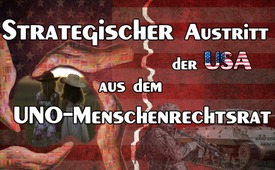 STRATEGISCHER AUSTRITT
DER USA
AUS DEM
UNO-MENSCHENRECHTSRAT